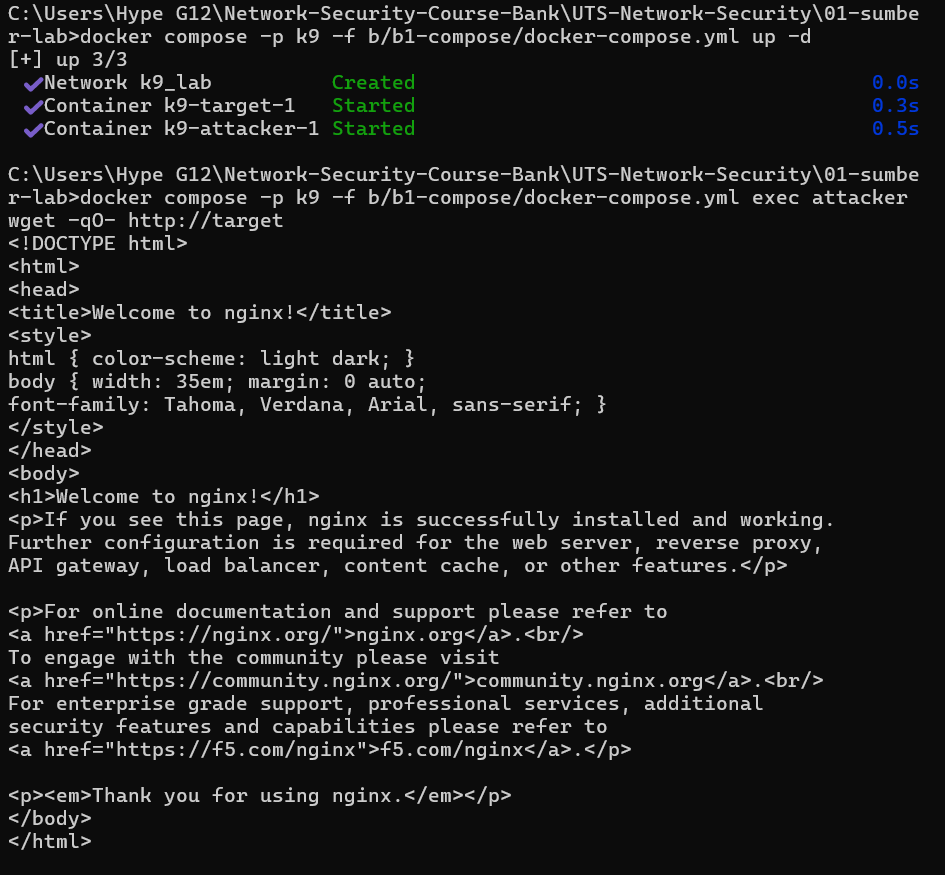 C:\Users\Hype G12\Network-Security-Course-Bank\UTS-Network-Security\01-sumbe
r-lab>docker compose -p k9 -f b/b1-compose/docker-compose.yml up -d
[+] up 3/3
✔Network k9_lab Created 0.0s
✔Container k9-target-1 Started 0.3s
✔Container k9-attacker-1 Started 0.5s
C:\Users\Hype G12\Network-Security-Course-Bank\UTS-Network-Security\01-sumbe
r-lab>docker compose -p k9 -f b/b1-compose/docker-compose.yml exec attacker
wget -qO- http://target
<!DOCTYPE html>
<html>
<head>
<title>Welcome to nginx!</title>
<style>
html { color-scheme: light dark; }
body { width: 35em; margin: 0 auto;
font-family: Tahoma, Verdana, Arial, sans-serif; }
</style>
</head>
<body>
<h1>Welcome to nginx!</h1>
<p>If you see this page, nginx is successfully installed and working.
Further configuration is required for the web server, reverse proxy,
API gateway, load balancer, content cache, or other features.</p>
<p>For online documentation and support please refer to
<a href="https://nginx.org/">nginx.org</a>.<br/>
To engage with the community please visit
<a href="https://community.nginx.org/">community.nginx.org</a>.<br/>
For enterprise grade support, professional services, additional
security features and capabilities please refer to
<a href="https://f5.com/nginx">f5.com/nginx</a>.</p>
<p><em>Thank you for using nginx.</em></p>
</body>
</html>